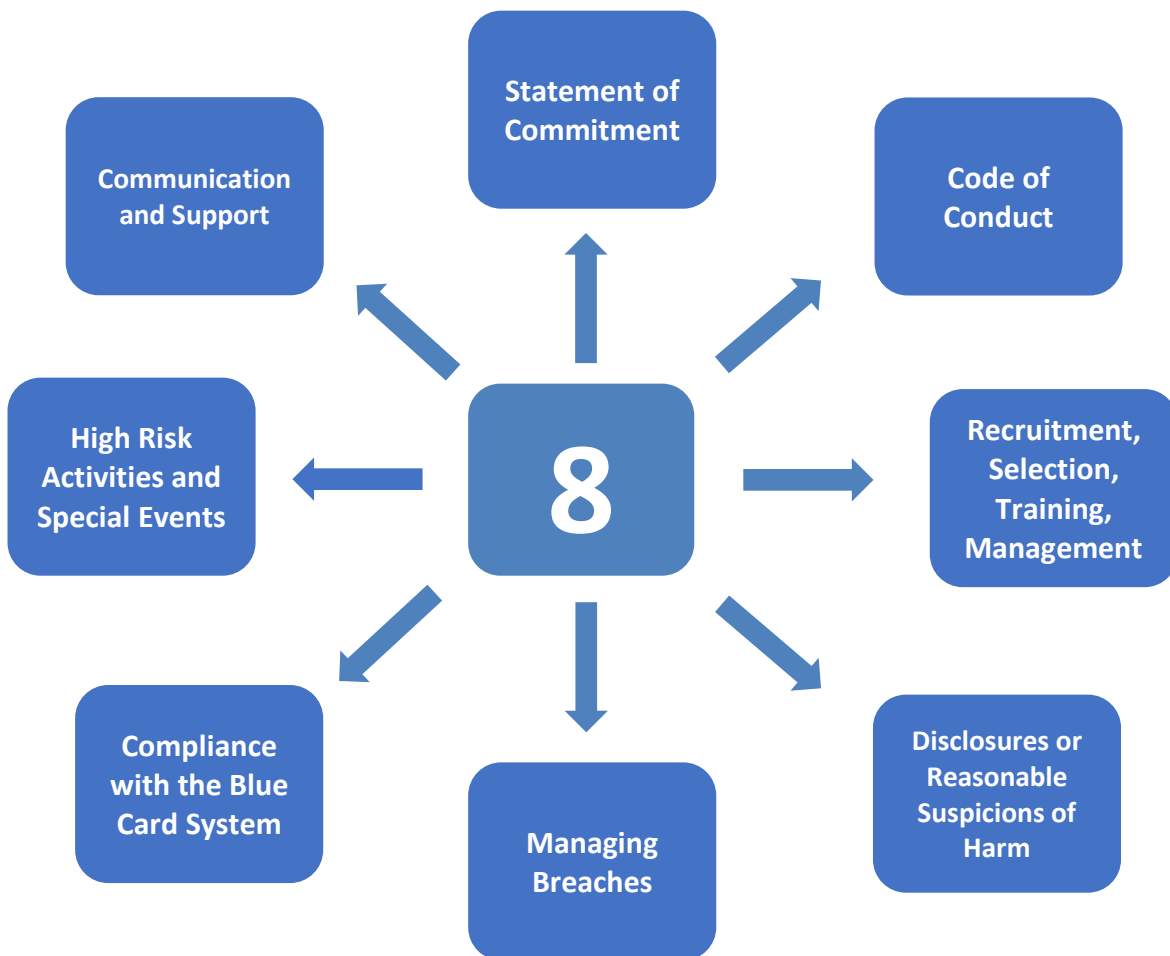 Statement of
Commitment
Code of
Conduct
Recruitment,
Selection,
Training,
Management
Disclosures or
Reasonable
Suspicions of
Harm
Managing
Breaches
Compliance
with the Blue
Card System
High Risk
Activities and
Special Events
Communication
and Support
8